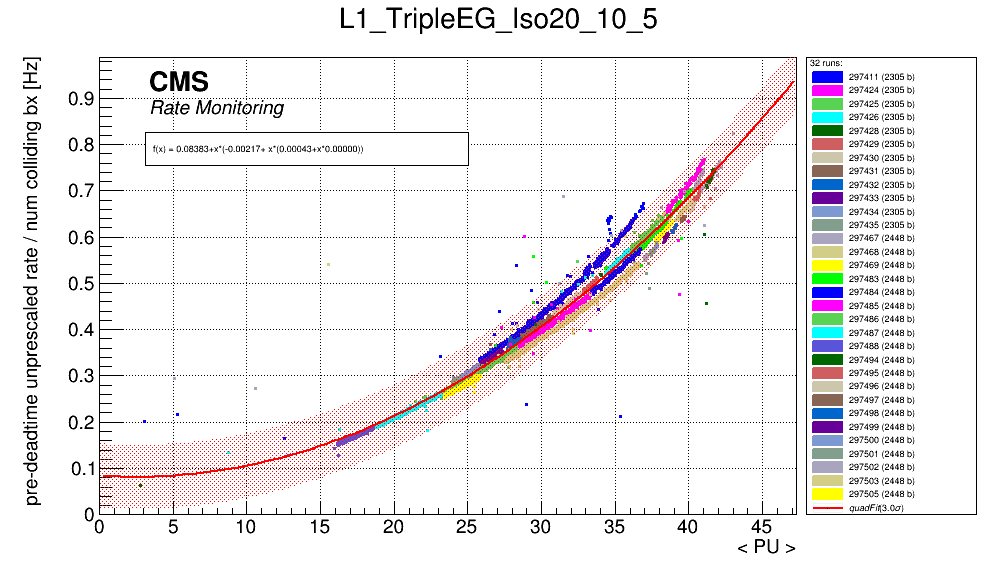 L1_TripleEG_Iso20_10_5
pre-deadtime unprescaled rate / num colliding bx [Hz]
CMS
Rate Monitoring
f(x) = 0.08383+x*(-0.00217+ x*(0.00043+x*0.00000))
0.9
0.8
0.7
0.6
0.5
0.4
0.3
0.2
0.1
0
0
5
10
15
20
25
30
35
40
45
< PU >
32 runs:
297411 (2305 b)
297424 (2305 b)
297425 (2305 b)
297426 (2305 b)
297428 (2305 b)
297429 (2305 b)
297430 (2305 b)
297431 (2305 b)
297432 (2305 b)
297433 (2305 b)
297434 (2305 b)
297435 (2305 b)
297467 (2448 b)
297468 (2448 b)
297469 (2448 b)
297483 (2448 b)
297484 (2448 b)
297485 (2448 b)
297486 (2448 b)
297487 (2448 b)
297488 (2448 b)
297494 (2448 b)
297495 (2448 b)
297496 (2448 b)
297497 (2448 b)
297498 (2448 b)
297499 (2448 b)
297500 (2448 b)
297501 (2448 b)
297502 (2448 b)
297503 (2448 b)
297505 (2448 b)
quadFit(3.0σ)